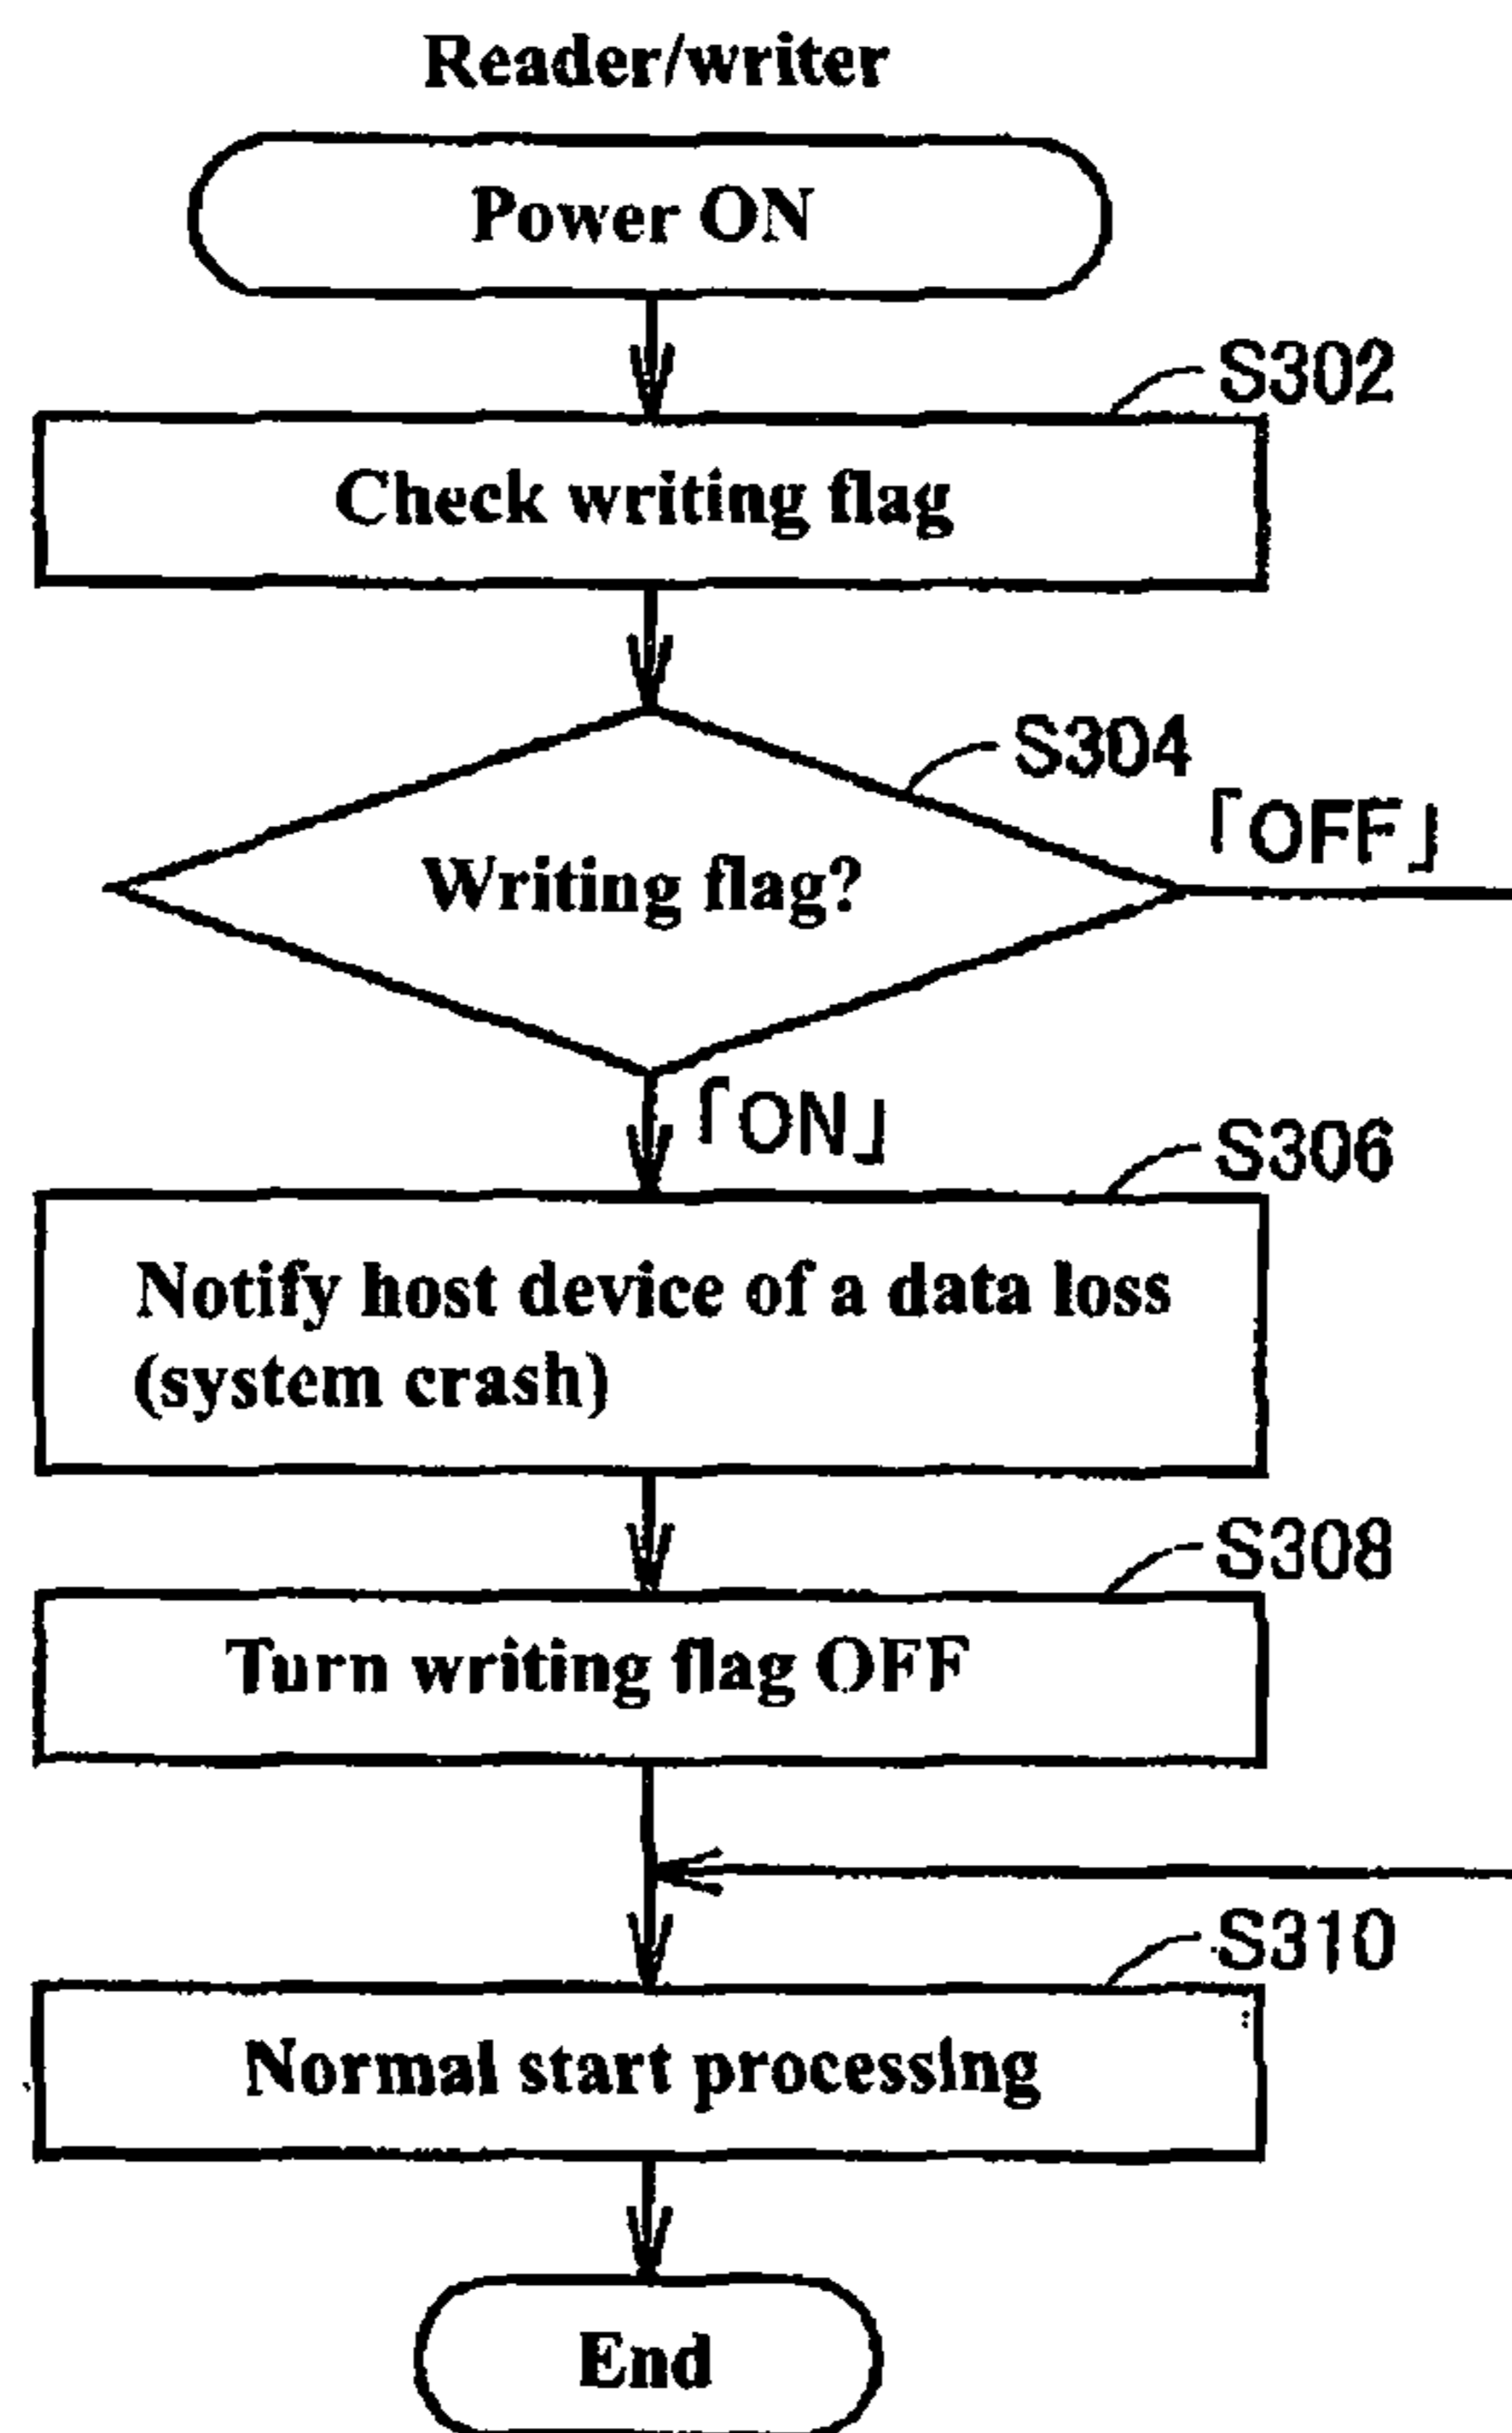 Reader/writer
Power ON
S302
Check writing flag
S304
「OFF」
Writing flag?
「ON」
S306
Notify host device of a data loss
(system crash)
S308
Turn writing flag OFF
S310
Normal start processing
End